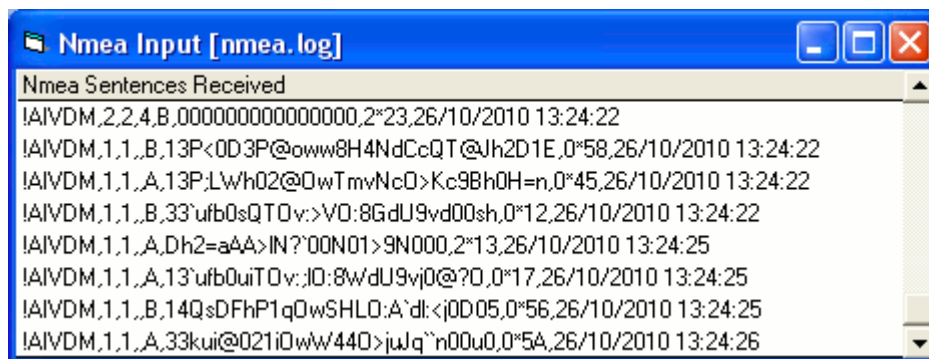 Nmea Input [nmea.log]
Nmea Sentences Received
!AIVDM,2,2,4,B,000000000000000,2*23,26/10/2010 13:24:22
!AIVDM,1,1,,B,13P<0D3P@oww8H4NdCcQT@Jh2D1E,0*58,26/10/2010 13:24:22
!AIVDM,1,1,,A,13P;LWh02@OwTmvNcO>Kc9Bh0H=n,0*45,26/10/2010 13:24:22
!AIVDM,1,1,,B,33`ufb0sQTOv:>VO:8GdU9vd00sh,0*12,26/10/2010 13:24:22
!AIVDM,1,1,,A,Dh2=aAA>IN?`00N01>9N000,2*13,26/10/2010 13:24:25
!AIVDM,1,1,,A,13`ufb0uiTOv:;IO:8WdU9vj0@?O,0*17,26/10/2010 13:24:25
!AIVDM,1,1,,B,14QsDFhP1qOwSHLO:A`dI:<j0D05,0*56,26/10/2010 13:24:25
!AIVDM,1,1,,A,33kui@021iOwW44O>juJq``n00u0,0*5A,26/10/2010 13:24:26